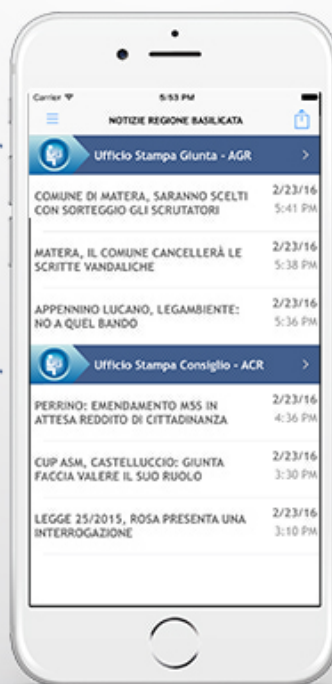 Carrier 5:53 PM
NOTIZIE REGIONE BASILICATA
Ufficio Stampa Giunta - AGR
COMUNE DI MATERA, SARANNO SCELTI 2/23/16
CON SORTEGGIO GLI SCRUTATORI 5:41 PM
MATERA, IL COMUNE CANCELLERÀ LE 2/23/16
SCRITTE VANDALICHE 5:38 PM
APPENNINO LUCANO, LEGAMBIENTE: 2/23/16
NO A QUEL BANDO 5:36 PM
Ufficio Stampa Consiglio - ACR
PERRINO: EMENDAMENTO M5S IN 2/23/16
ATTESA REDDITO DI CITTADINANZA 4:36 PM
CUP ASM, CASTELLUCCIO: GIUNTA 2/23/16
FACCIA VALERE IL SUO RUOLO 3:30 PM
LEGGE 25/2015, ROSA PRESENTA UNA 2/23/16
INTERROGAZIONE 3:10 PM